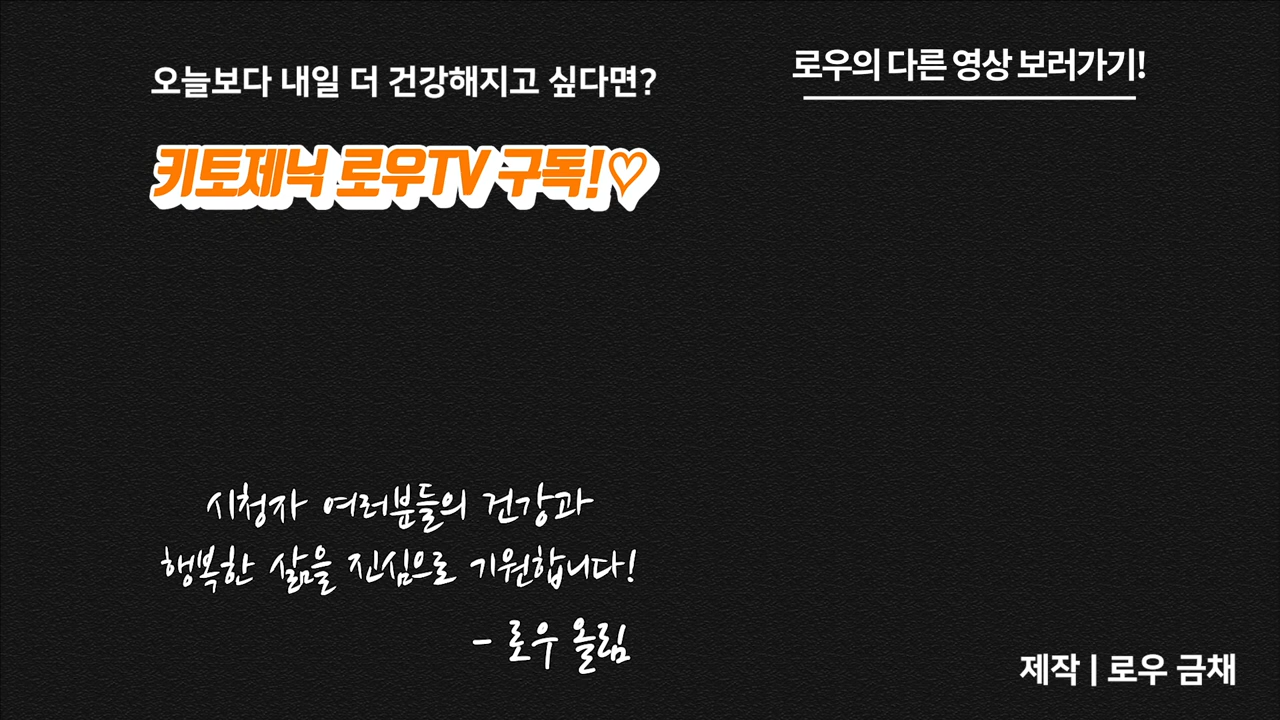 오늘보다 내일 더 건강해지고 싶다면?
키토제닉 로우TV 구독!♡
로우의 다른 영상 보러가기!
시청자 여러분들의 건강과
행복한 삶을 진심으로 기원합니다!
- 로우 올림
제작 | 로우 금채